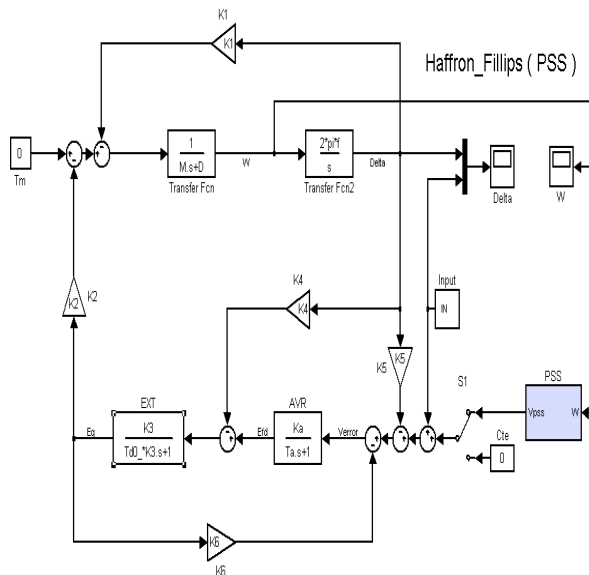 K1
K1
Haffron_Fillips ( PSS )
0
Tm
1
M.s+D
Transfer Fcn
W
2*pi*f
s
Transfer Fcn2
Delta
Delta
W
K2
K2
K4
K4
Input
IN
K5
K5
S1
PSS
Vpss
W
EXT
K3
Td0_*K3.s+1
Eq
AVR
Ka
Ta.s+1
Efd
Verror
Cte
0
K6
K6